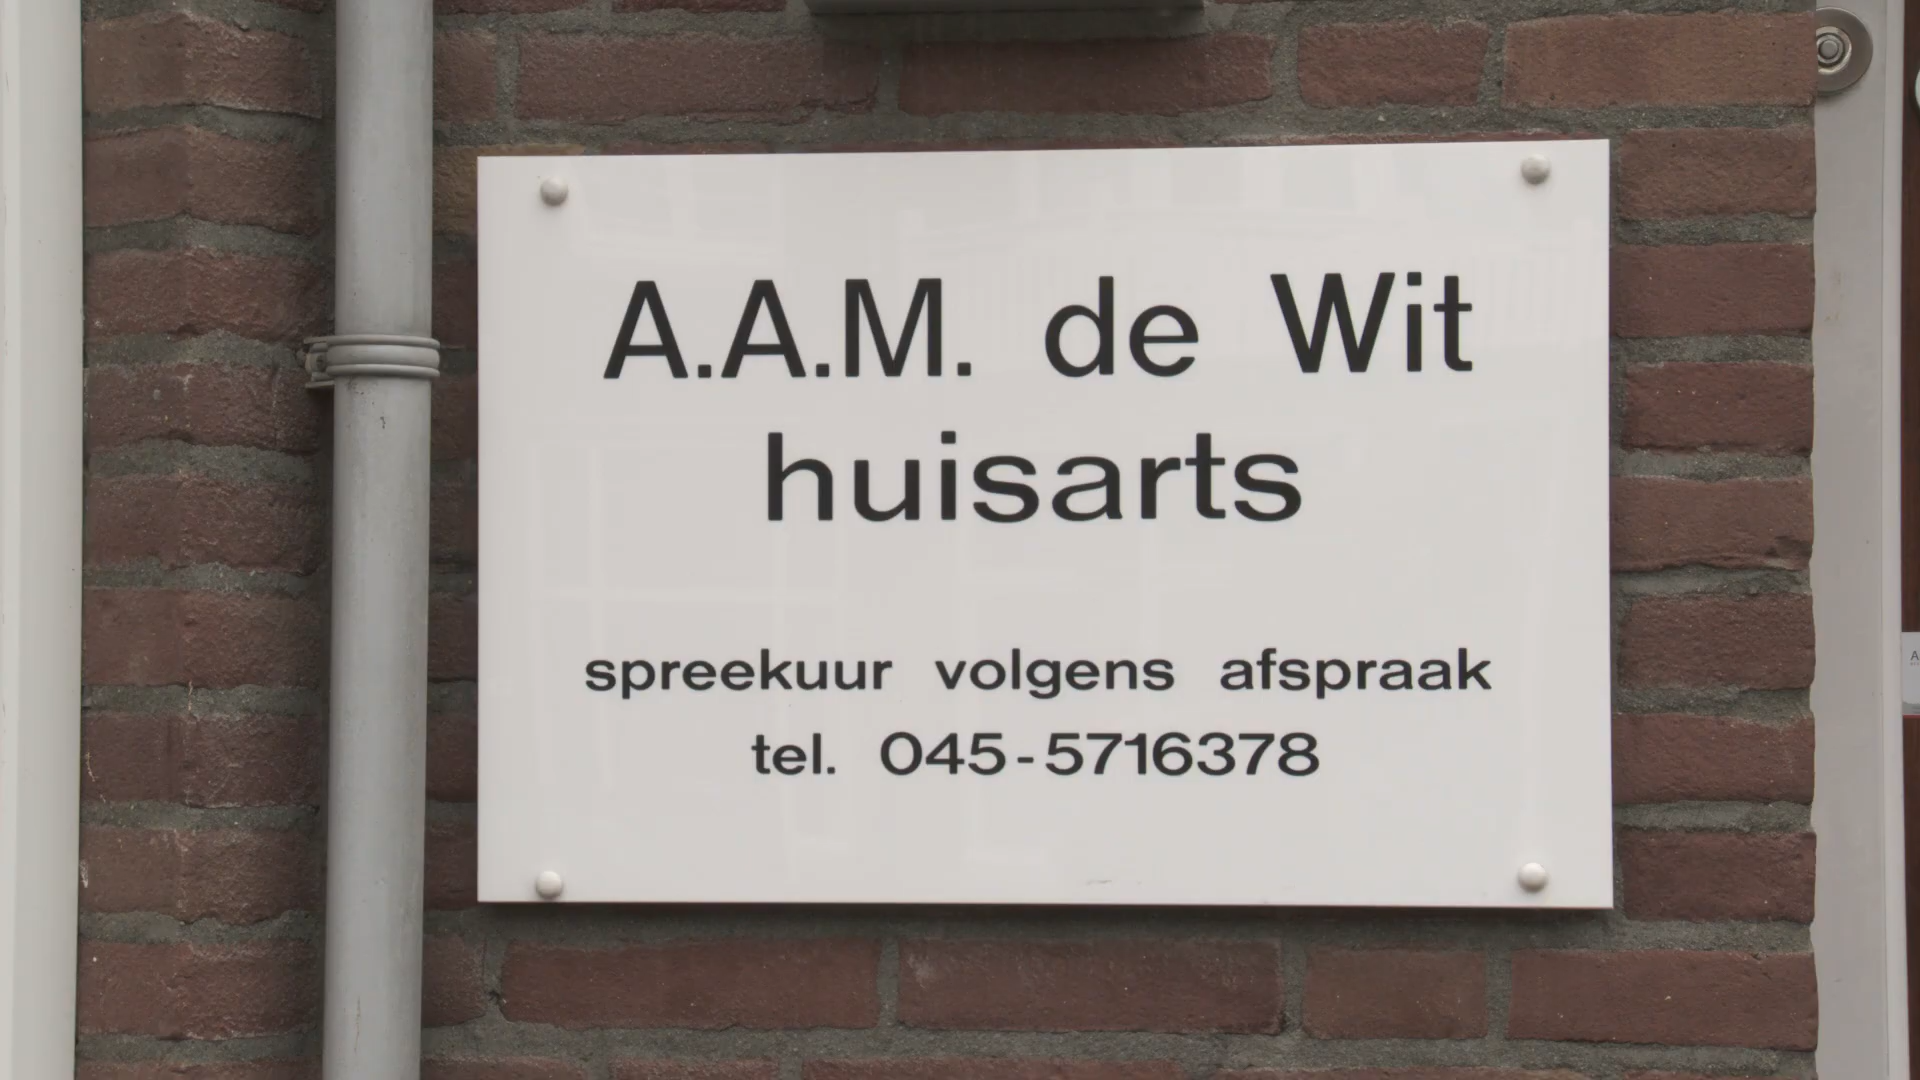 A.A.M. de Wit
huisarts
spreekuur volgens afspraak
tel. 045-5716378